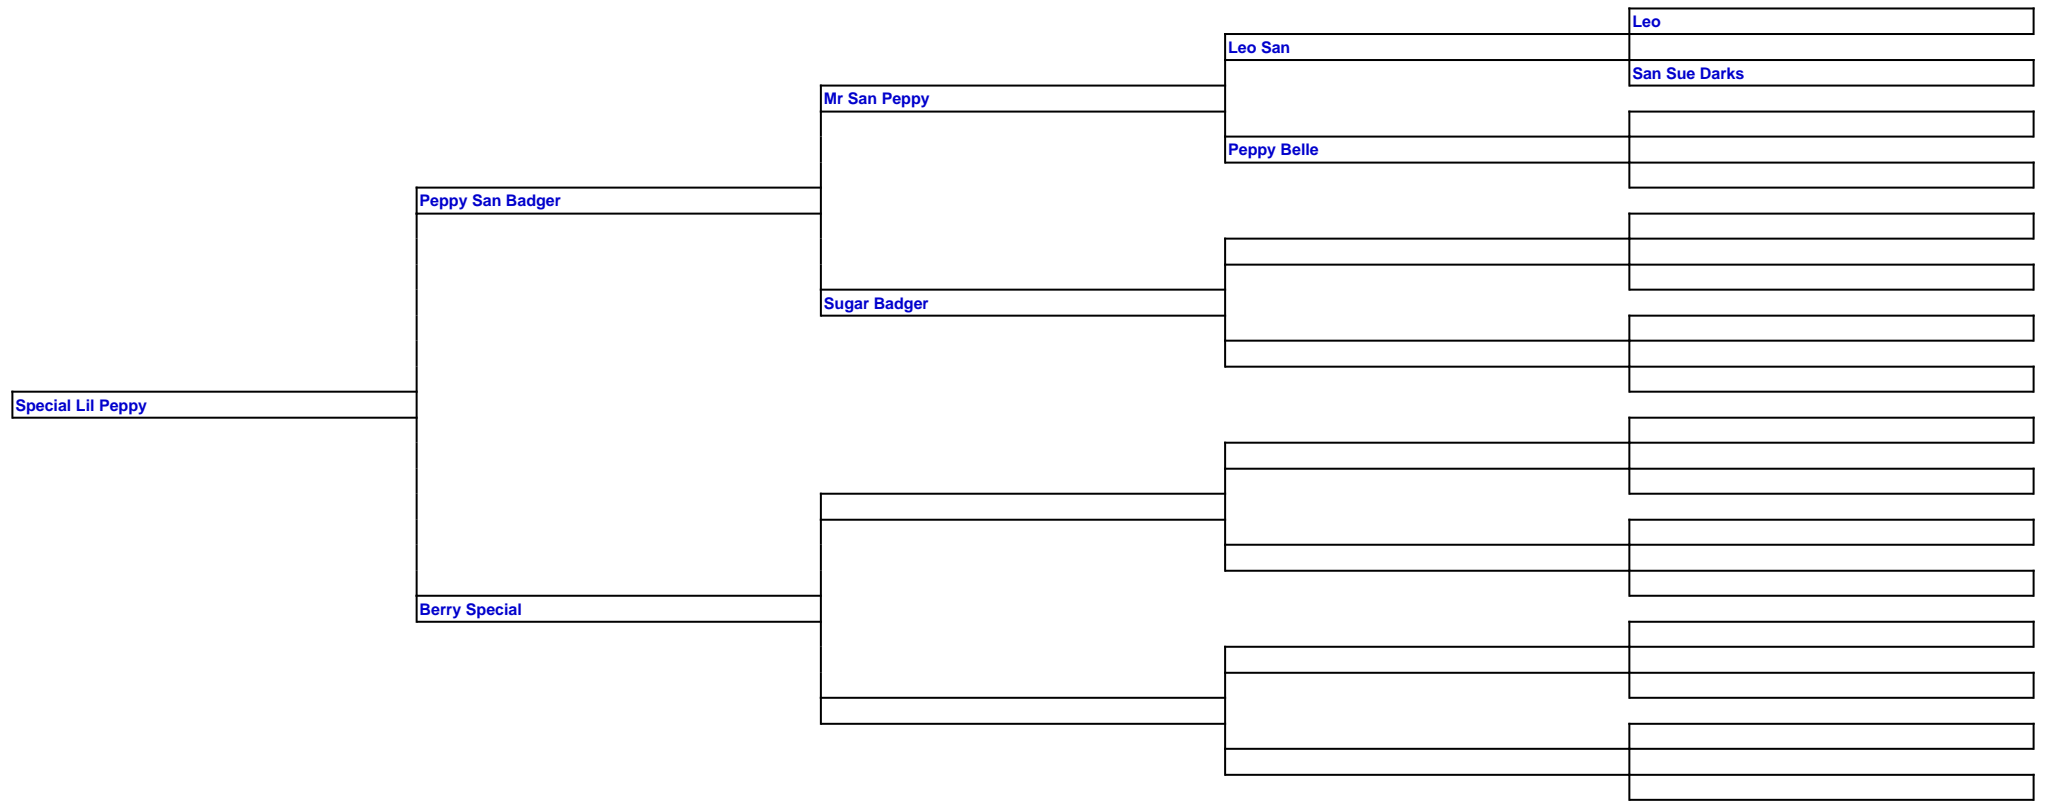 Leo
Leo San
San Sue Darks
Mr San Peppy
Peppy Belle
Peppy San Badger
Sugar Badger
Special Lil Peppy
Berry Special